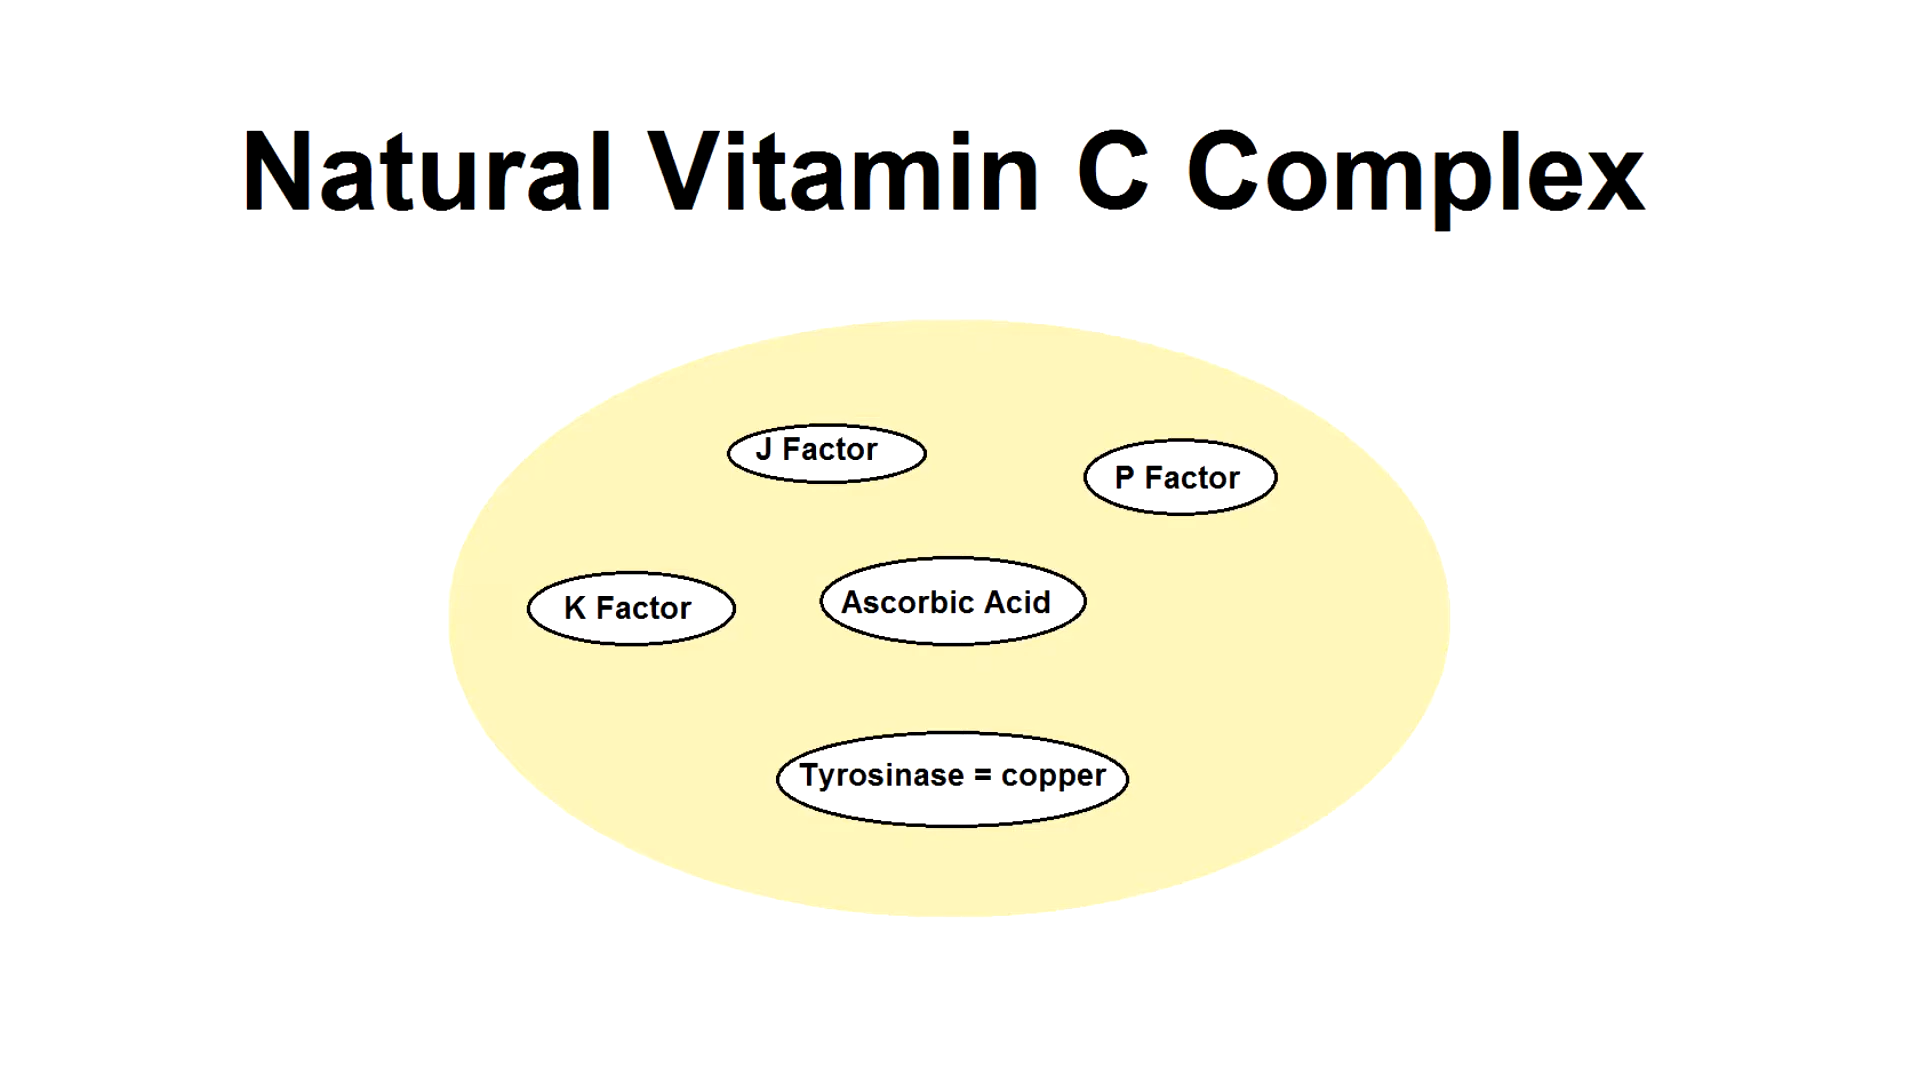 Natural Vitamin C Complex
J Factor
P Factor
K Factor
Ascorbic Acid
Tyrosinase = copper